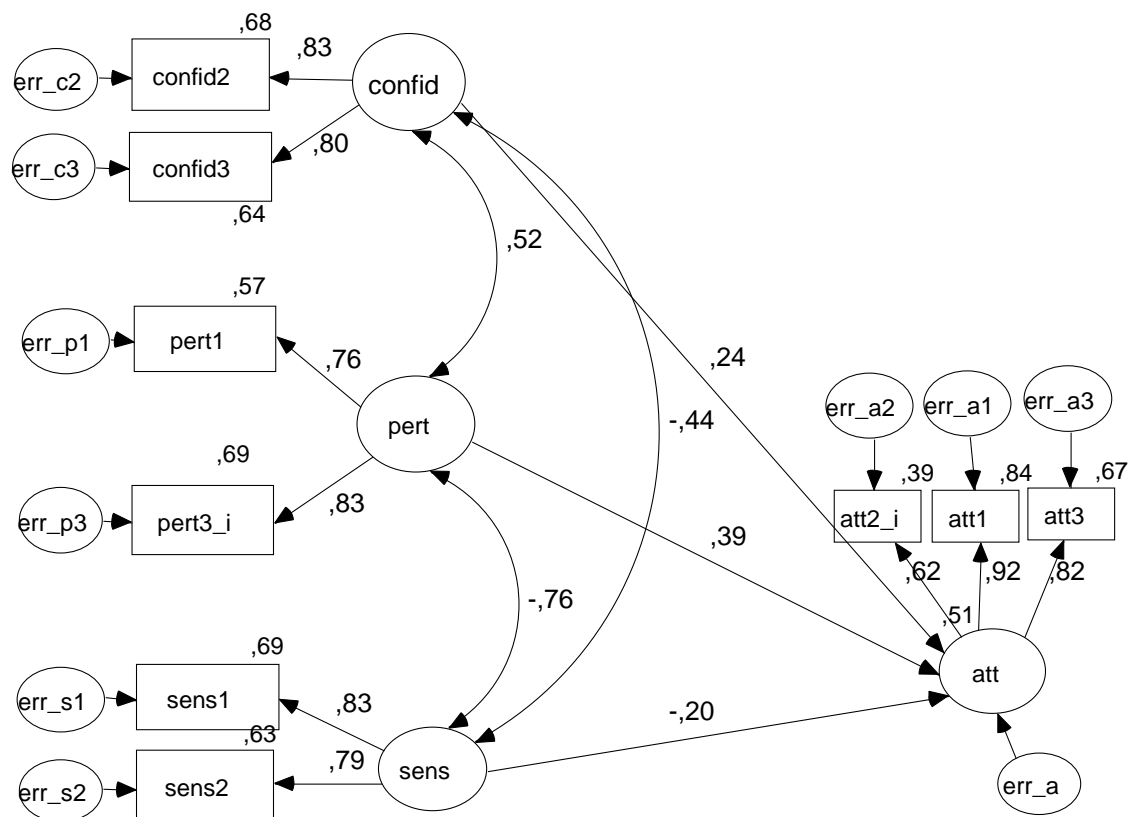 ,68
,83
err_c2
confid2
confid
err_c3
confid3
,80
,64
,52
,57
err_p1
pert1
,76
,24
-,44
err_a2
err_a1
err_a3
pert
,69
,39
,84
,67
err_p3
pert3_i
,83
att2_i
att1
att3
,39
,62
,92
,82
-,76
,51
,69
err_s1
sens1
,83
att
-,20
,63
err_s2
sens2
,79
sens
err_a